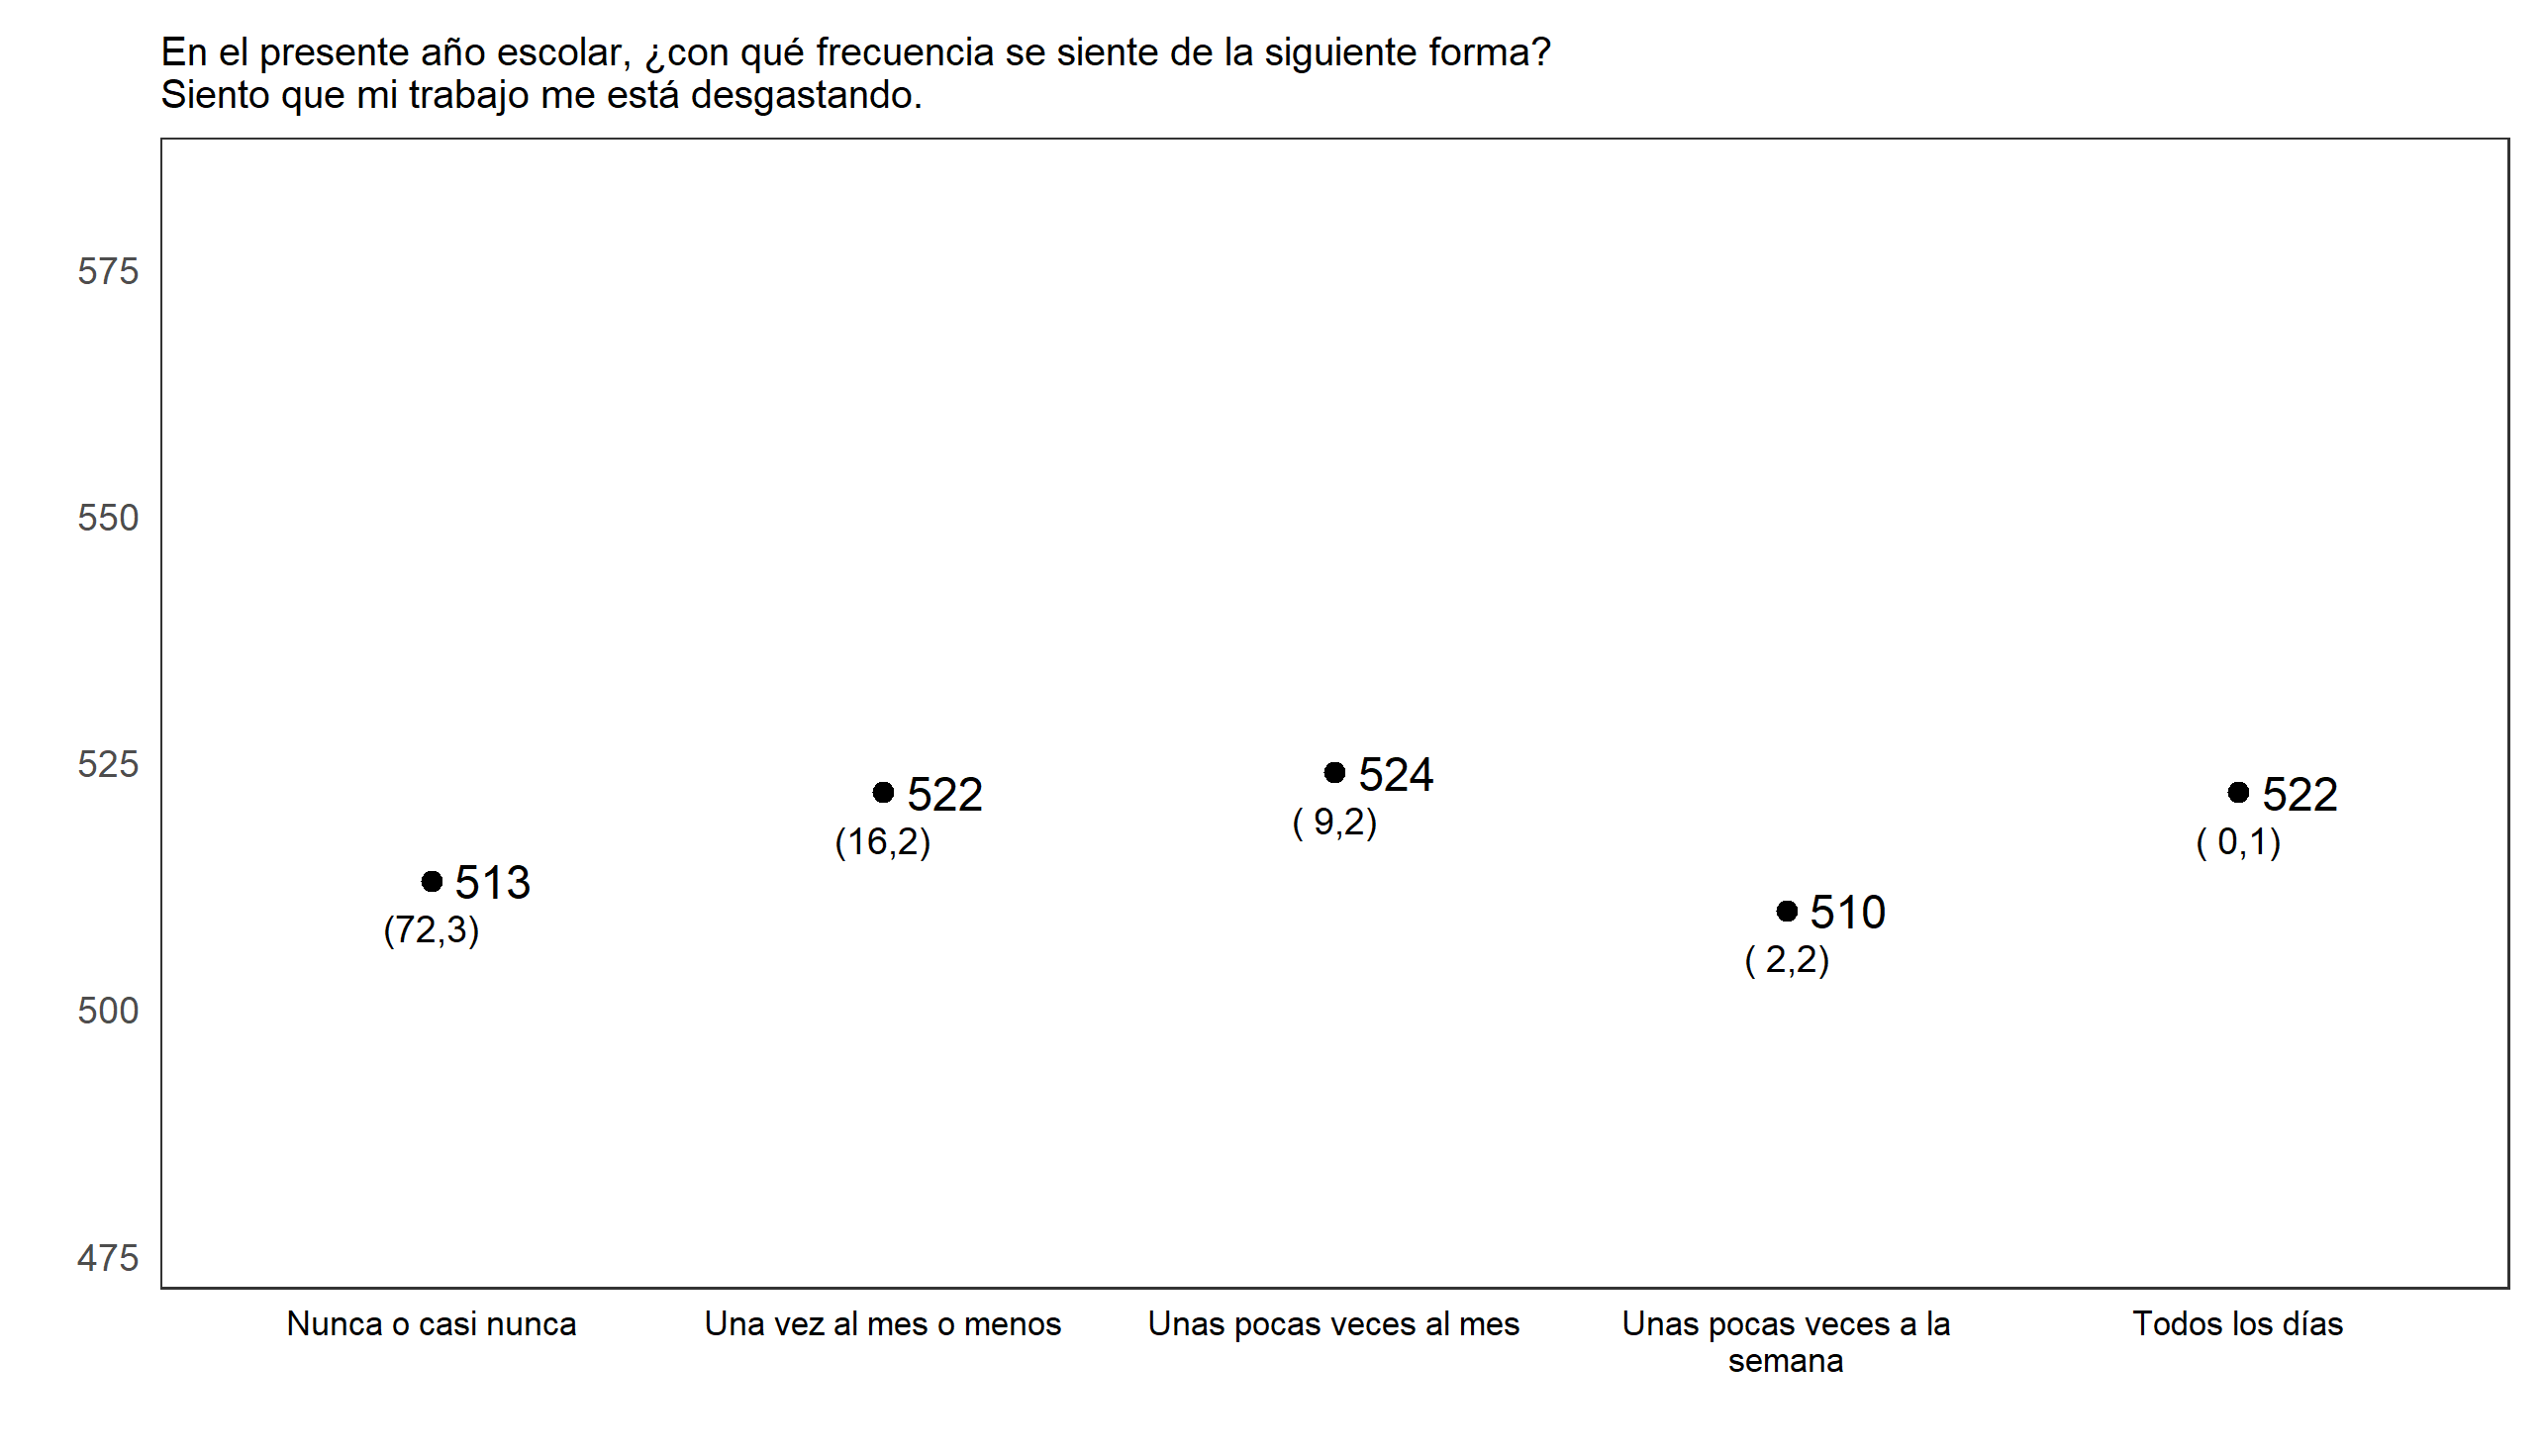 En el presente año escolar, ¿con qué frecuencia se siente de la siguiente forma?
Siento que mi trabajo me está desgastando.
575
550
525
500
475
513
(72,3)
522
(16,2)
524
( 9,2)
510
( 2,2)
522
( 0,1)
Nunca o casi nunca
Una vez al mes o menos
Unas pocas veces al mes
Unas pocas veces a la
semana
Todos los días